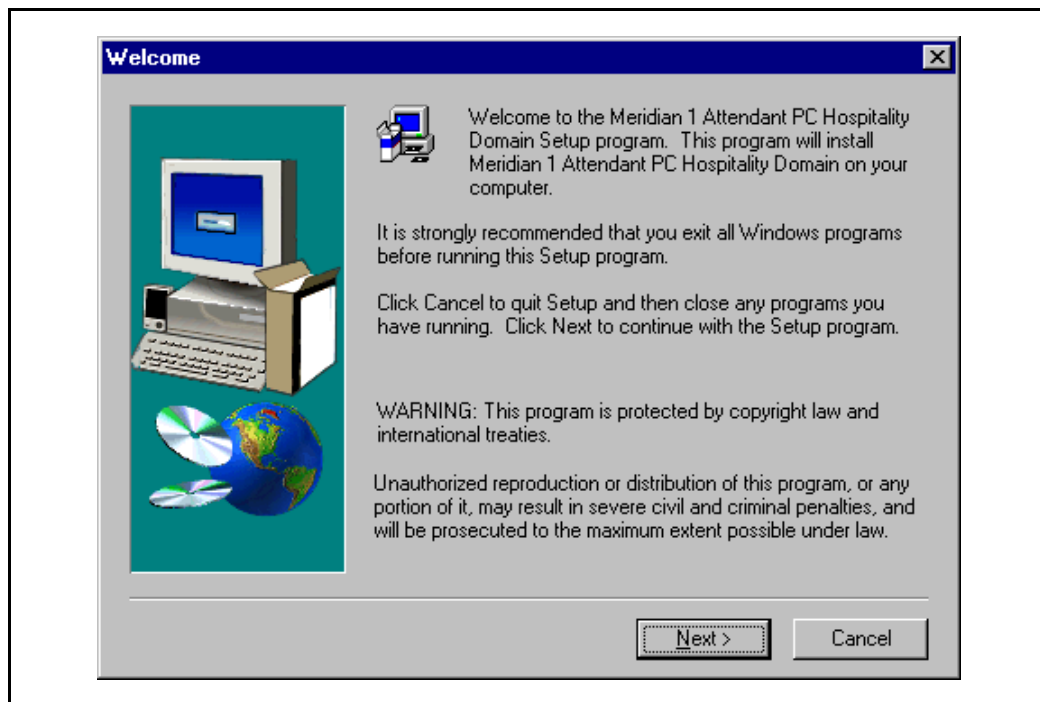 Welcome
Welcome to the Meridian 1 Attendant PC Hospitality
Domain Setup program.  This program will install
Meridian 1 Attendant PC Hospitality Domain on your
computer.
It is strongly recommended that you exit all Windows programs
before running this Setup program.
Click Cancel to quit Setup and then close any programs you
have running.  Click Next to continue with the Setup program.
WARNING: This program is protected by copyright law and
international treaties.
Unauthorized reproduction or distribution of this program, or any
portion of it, may result in severe civil and criminal penalties, and
will be prosecuted to the maximum extent possible under law.
Next >
Cancel